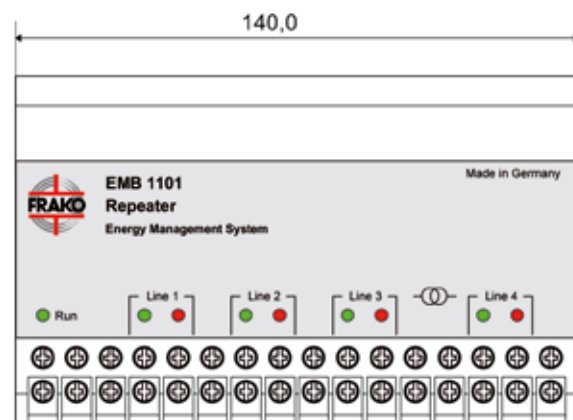 140,0
Made in Germany
FRAKO
EMB 1101
Repeater
Energy Management System
Run
Line 1
Line 2
Line 3
Line 4